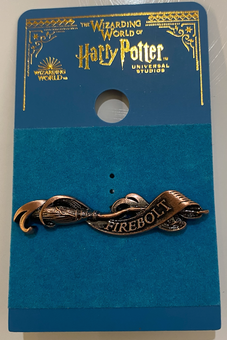 THE WIZARDING
WORLD OF
Harry Potter
WIZARDING
WORLD
UNIVERSAL
STUDIOS
FIREBOLT